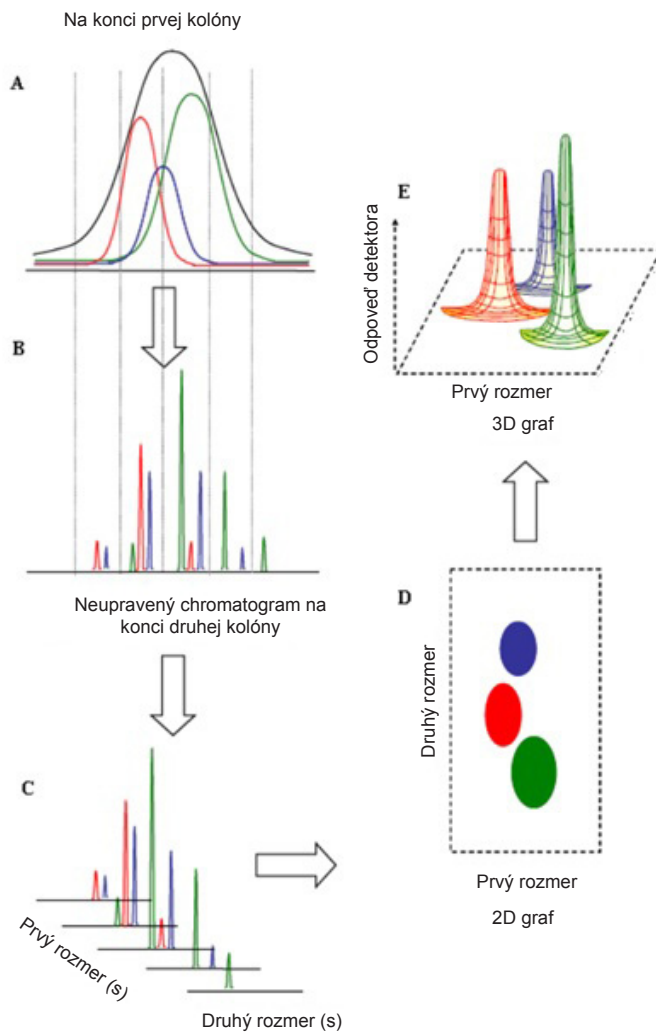 Na konci prvej kolóny
A
B
Neupravený chromatogram na
konci druhej kolóny
C
Prvý rozmer (s)
Druhý rozmer (s)
E
Odpoveď detektora
Prvý rozmer
3D graf
D
Druhý rozmer
Prvý rozmer
2D graf